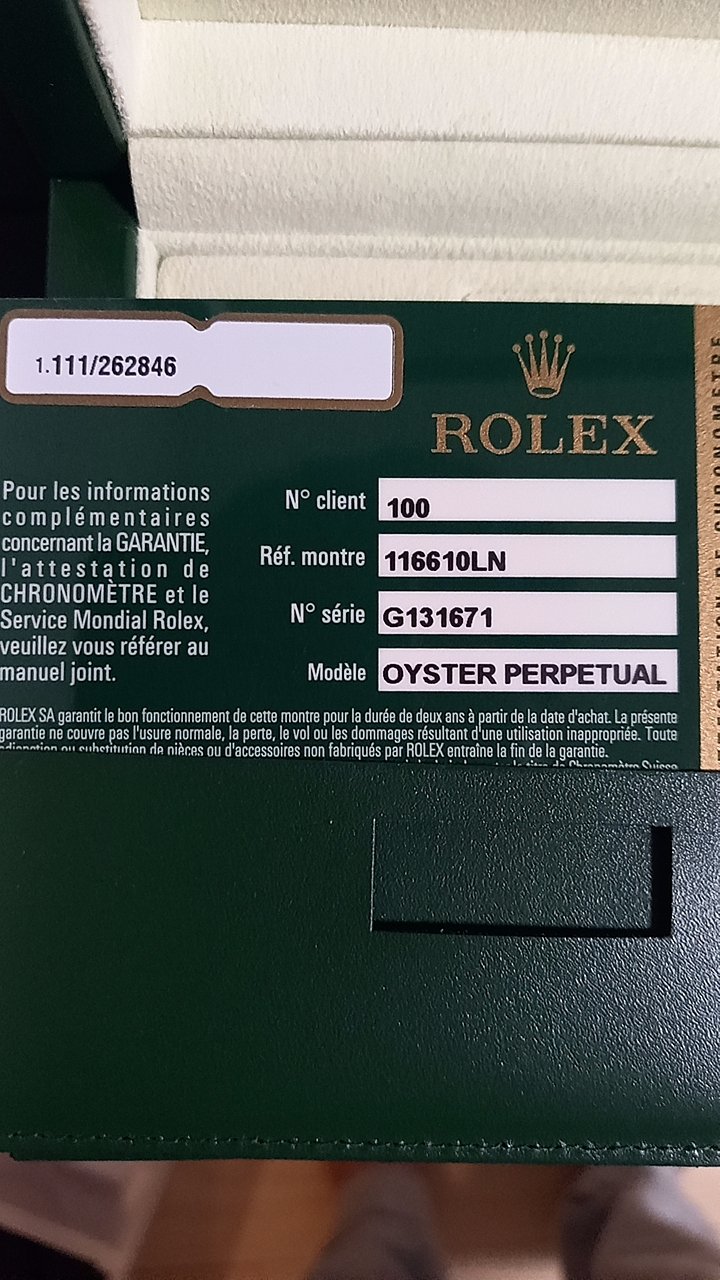 1.111/262846
ROLEX
Pour les informations
complémentaires
concernant la GARANTIE,
l'attestation de
CHRONOMÈTRE et le
Service Mondial Rolex,
veuillez vous référer au
manuel joint.
N° client 100
Réf. montre 116610LN
N° série G131671
Modèle OYSTER PERPETUAL
ROLEX SA garantit le bon fonctionnement de cette montre pour la durée de deux ans à partir de la date d'achat. La présente
garantie ne couvre pas l'usure normale, la perte, le vol ou les dommages résultant d'une utilisation inappropriée. Toute
adjonction ou substitution de pièces ou d'accessoires non fabriqués par ROLEX entraîne la fin de la garantie.